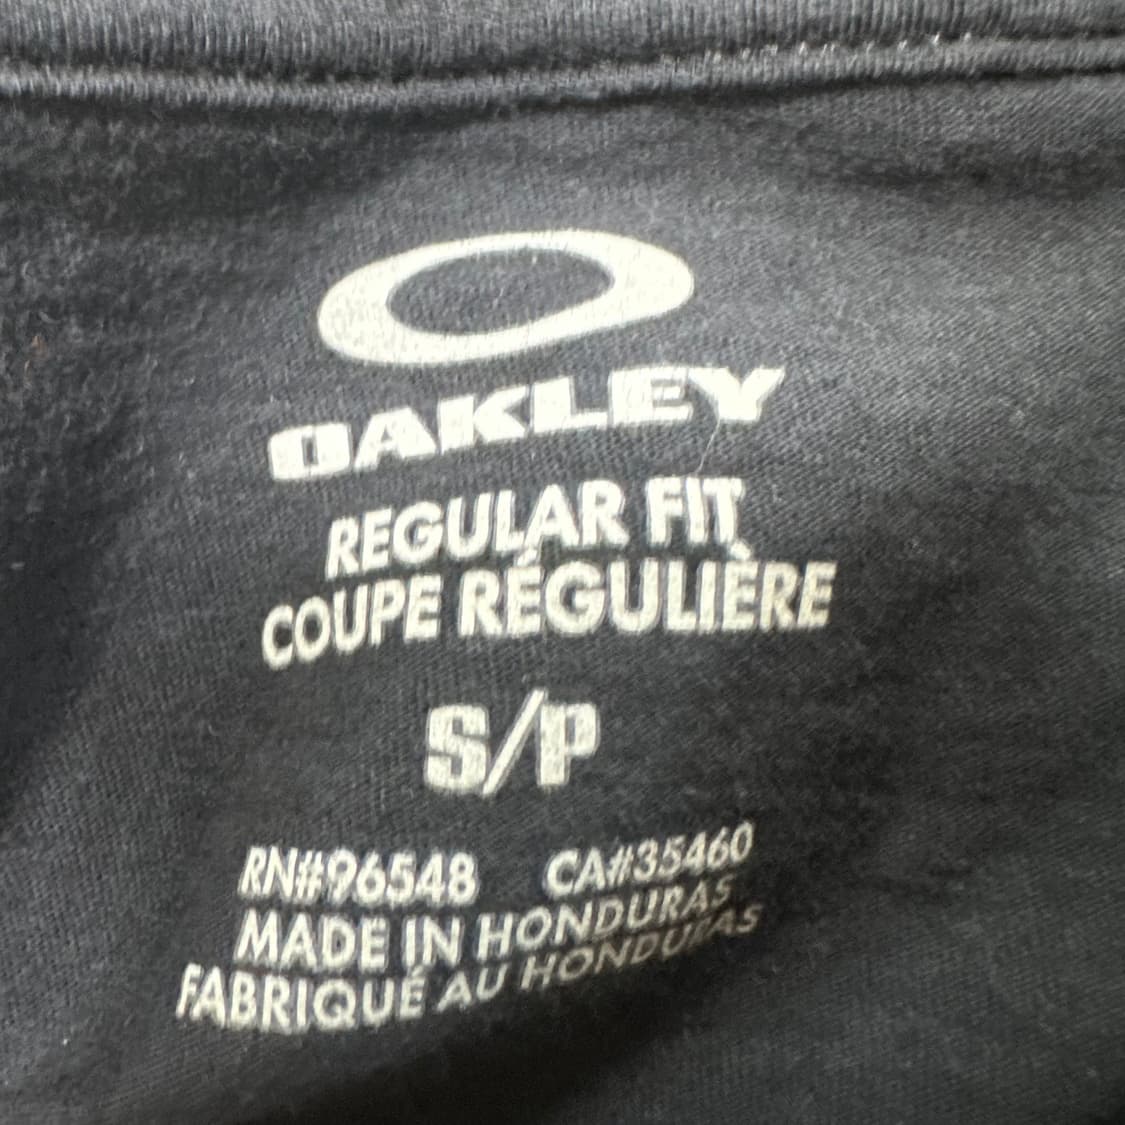 OAKLEY
REGULAR FIT
COUPE RÉGULIÈRE
S/P
RN#96548 CA#35460
MADE IN HONDURAS
FABRIQUÉ AU HONDURAS